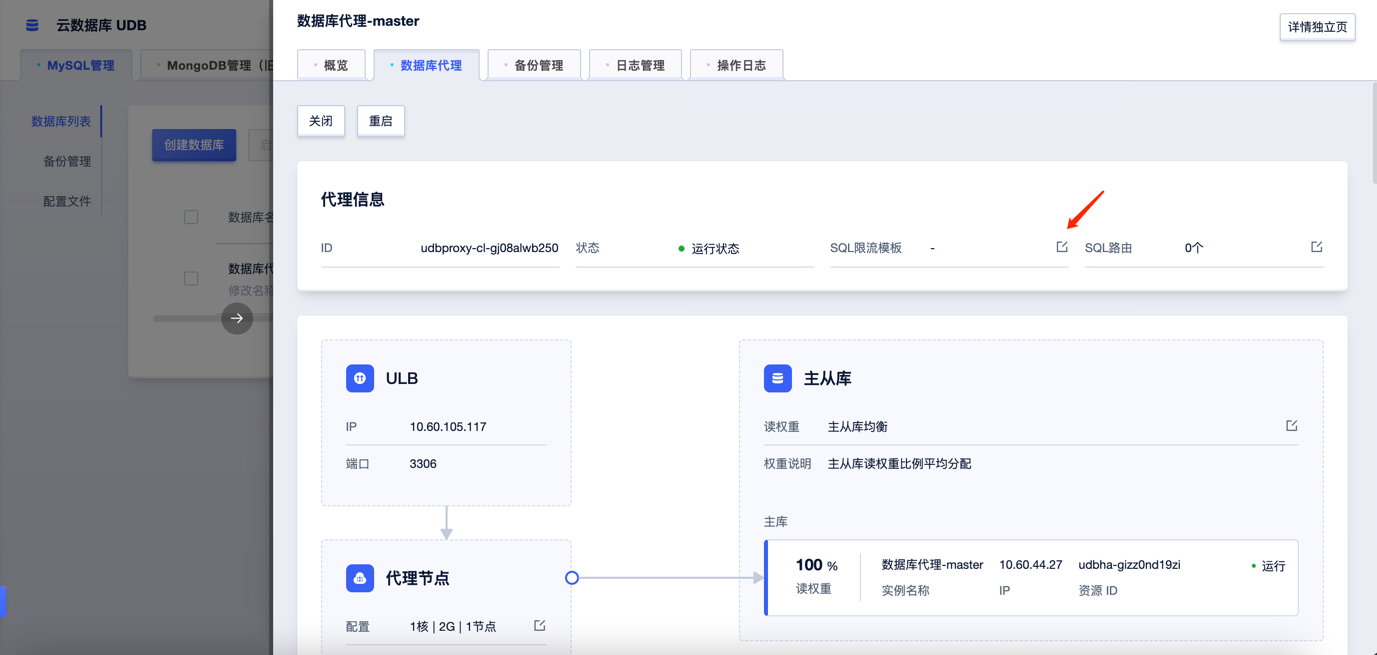 云数据库 UDB
MySQL管理
MongoDB管理（旧
数据库列表
备份管理
配置文件
创建数据库
启
数据库名
数据库代
修改名称
数据库代理-master
详情独立页
概览
数据库代理
备份管理
日志管理
操作日志
关闭
重启
代理信息
ID udbproxy-cl-gj08alwb250 状态 运行状态 SQL限流模板 - SQL路由 0个
ULB
IP 10.60.105.117
端口 3306
代理节点
配置 1核 | 2G | 1节点
主从库
读权重 主从库均衡
权重说明 主从库读权重比例平均分配
主库
100 % 数据库代理-master 10.60.44.27 udbha-gizz0nd19zi 运行
读权重 实例名称 IP 资源 ID